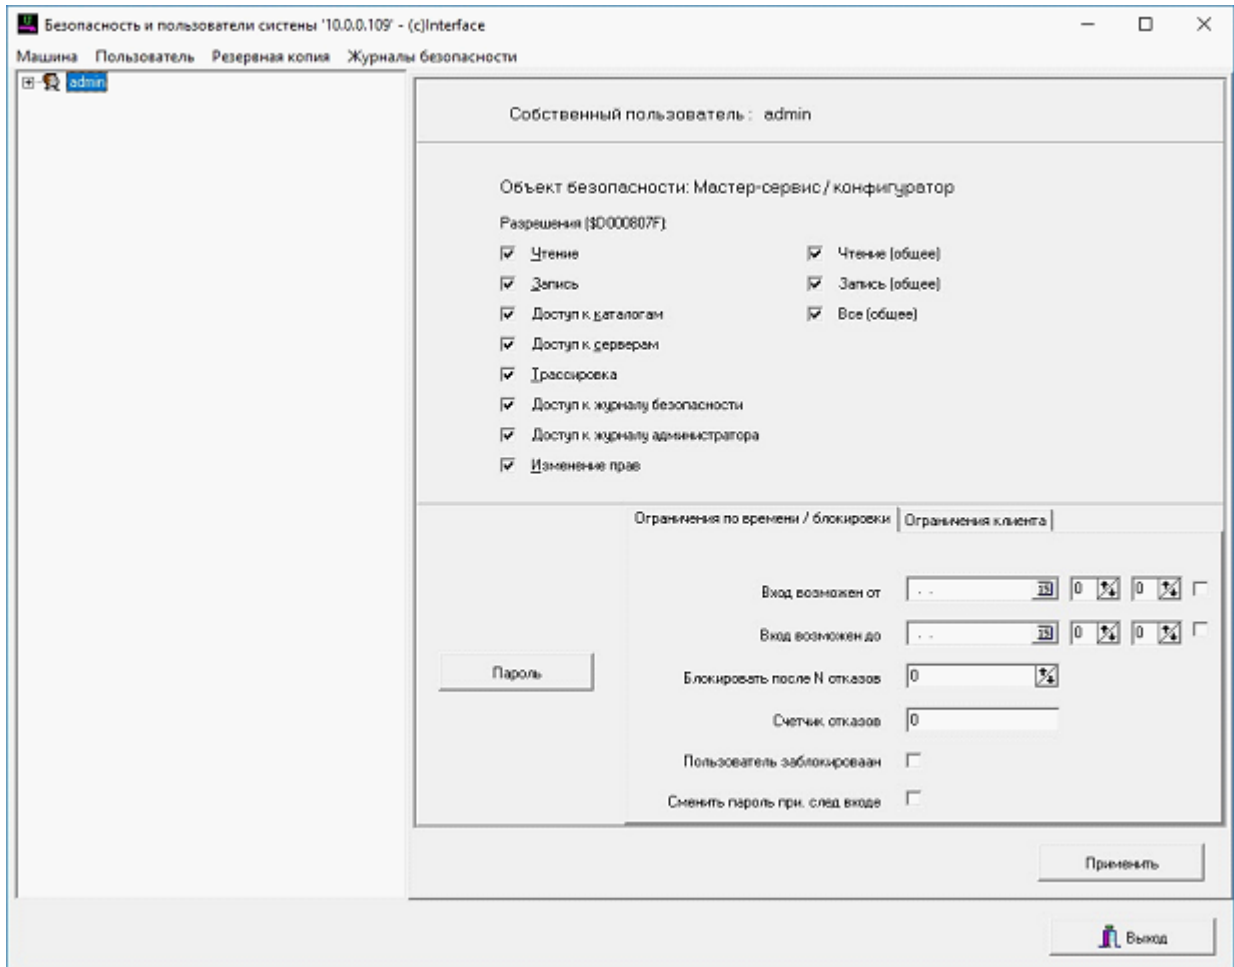 Безопасность и пользователи системы '10.0.0.109' - (c)Interface
Машина Пользователь Резервная копия Журналы безопасности
admin
Собственный пользователь : admin
Объект безопасности: Мастер-сервис / конфигуратор
Разрешения ($D000807F):
Чтение Чтение (общее)
Запись Запись (общее)
Доступ к каталогам Все (общее)
Доступ к серверам
Трассировка
Доступ к журналу безопасности
Доступ к журналу администратора
Изменение прав
Ограничения по времени / блокировки Ограничения клиента
Вход возможен от . . 15 0 0
Вход возможен до . . 15 0 0
Пароль
Блокировать после N отказов 0
Счетчик отказов 0
Пользователь заблокироваан
Сменить пароль при. след входе
Применить
Выход